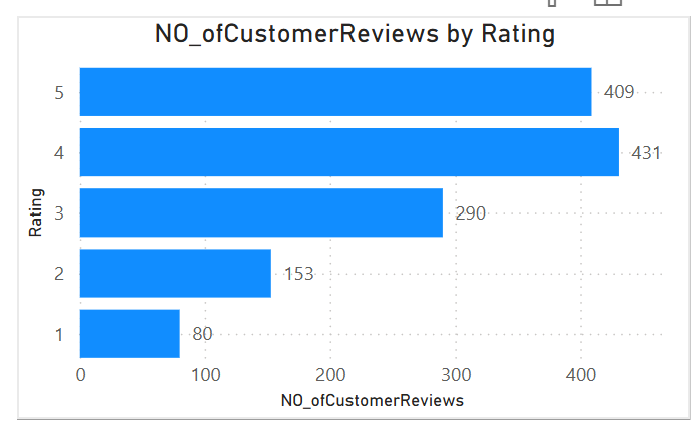 NO_ofCustomerReviews by Rating
Rating
5 409
4 431
3 290
2 153
1 80
0 100 200 300 400
NO_ofCustomerReviews